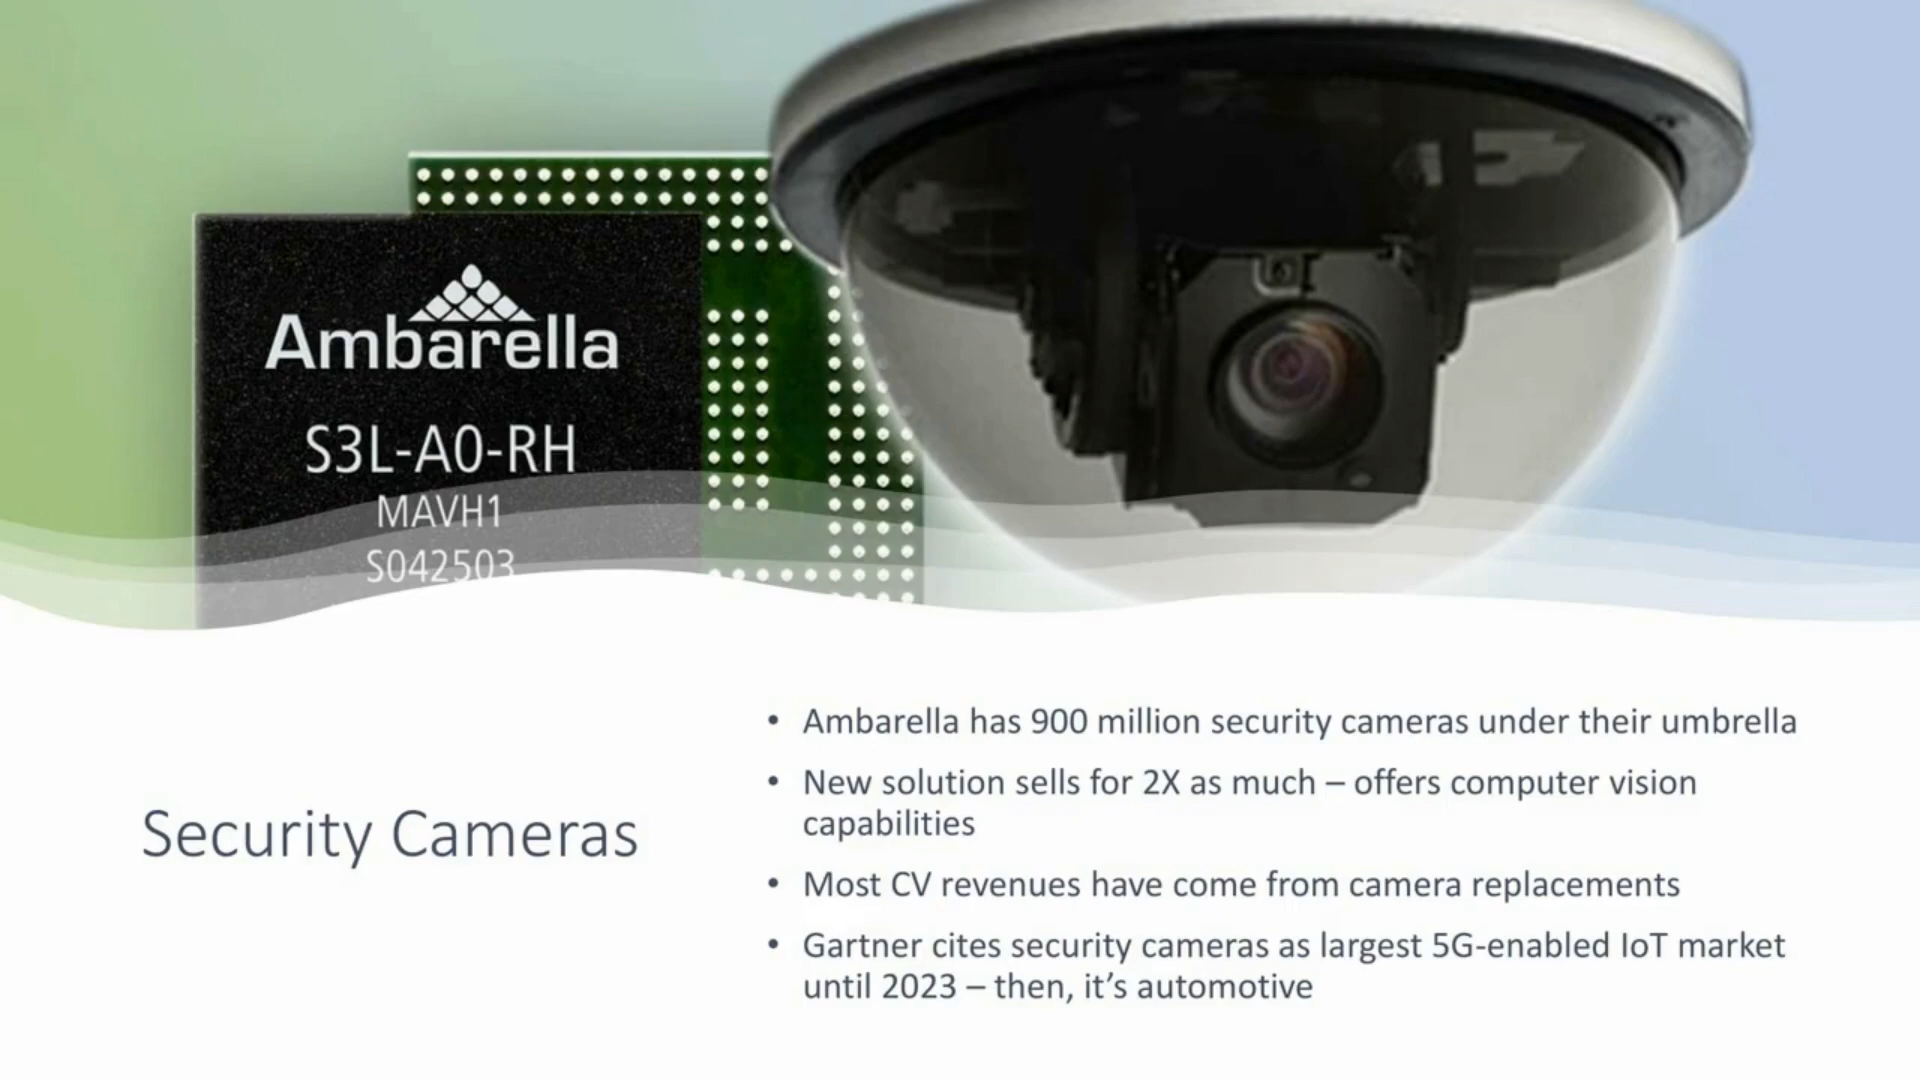 Ambarella
S3L-A0-RH
MAVH1
S042503
Security Cameras
• Ambarella has 900 million security cameras under their umbrella
• New solution sells for 2X as much – offers computer vision
capabilities
• Most CV revenues have come from camera replacements
• Gartner cites security cameras as largest 5G-enabled IoT market
until 2023 – then, it's automotive